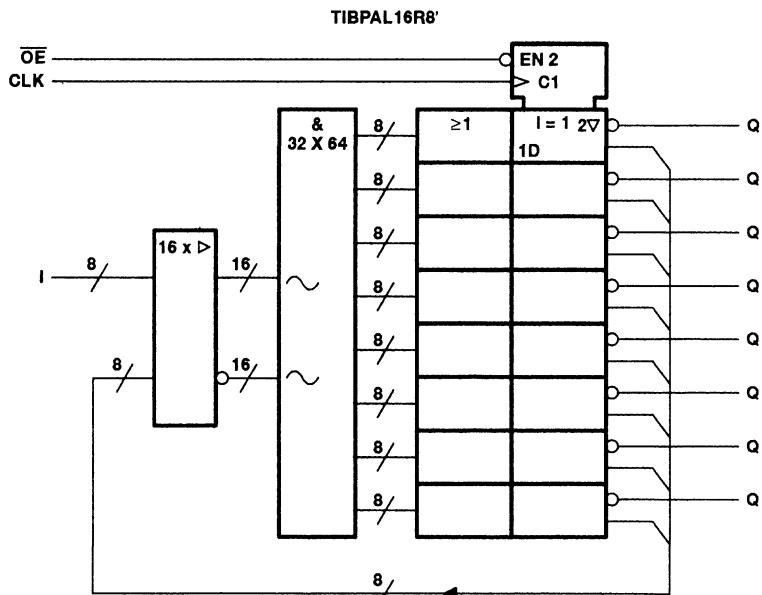 TIBPAL16R8'
O̅E̅ EN 2
CLK C1
&
32 X 64
8 ≥1 I = 1 2▽ Q
1D
8 Q
8 Q
16 x ▷
I 8 16 8 Q
8 Q
8 16 8 Q
8 Q
8 Q
8